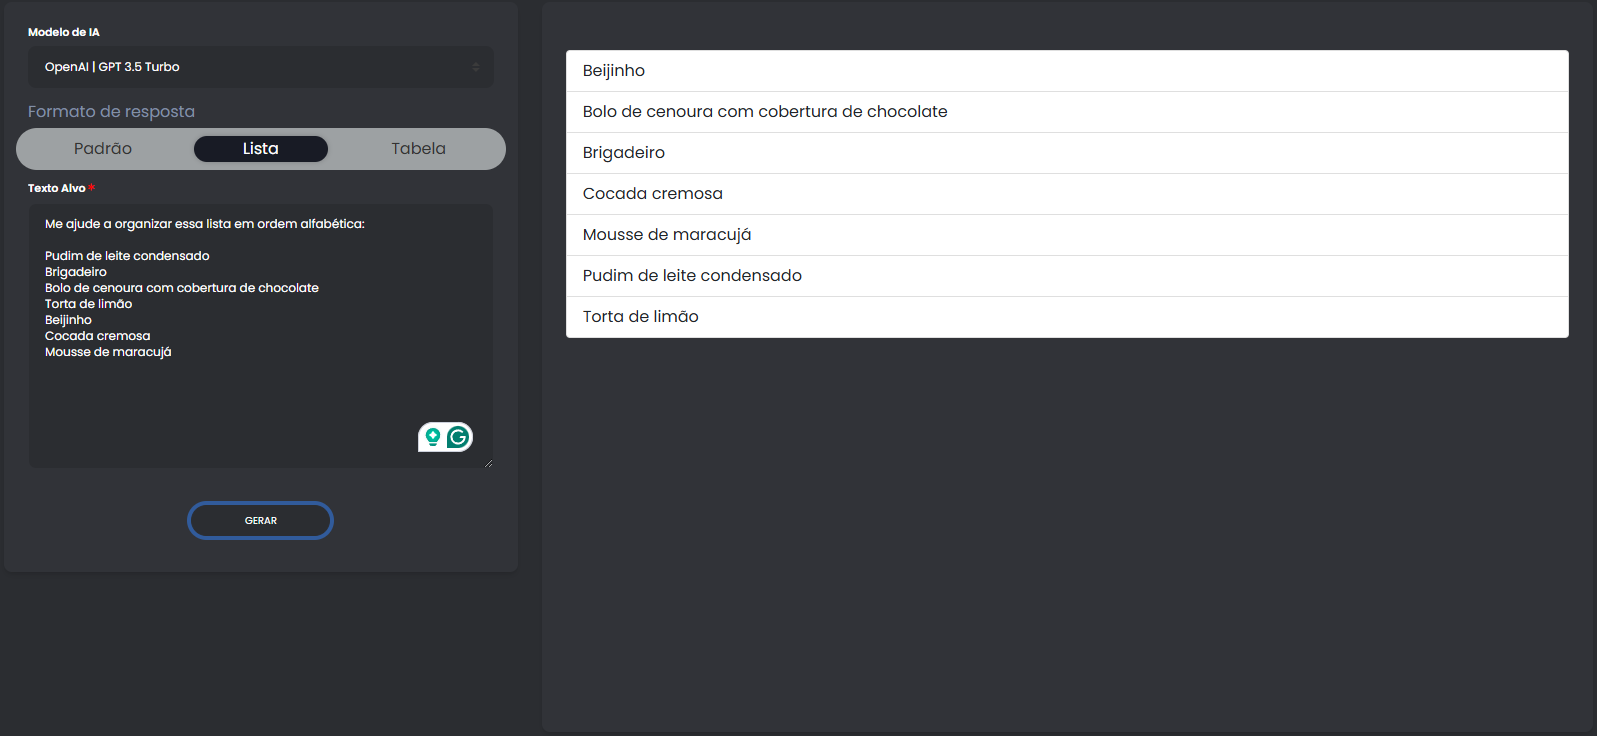 Modelo de IA
OpenAI | GPT 3.5 Turbo
Formato de resposta
Padrão Lista Tabela
Texto Alvo *
Me ajude a organizar essa lista em ordem alfabética:
Pudim de leite condensado
Brigadeiro
Bolo de cenoura com cobertura de chocolate
Torta de limão
Beijinho
Cocada cremosa
Mousse de maracujá
GERAR
Beijinho
Bolo de cenoura com cobertura de chocolate
Brigadeiro
Cocada cremosa
Mousse de maracujá
Pudim de leite condensado
Torta de limão